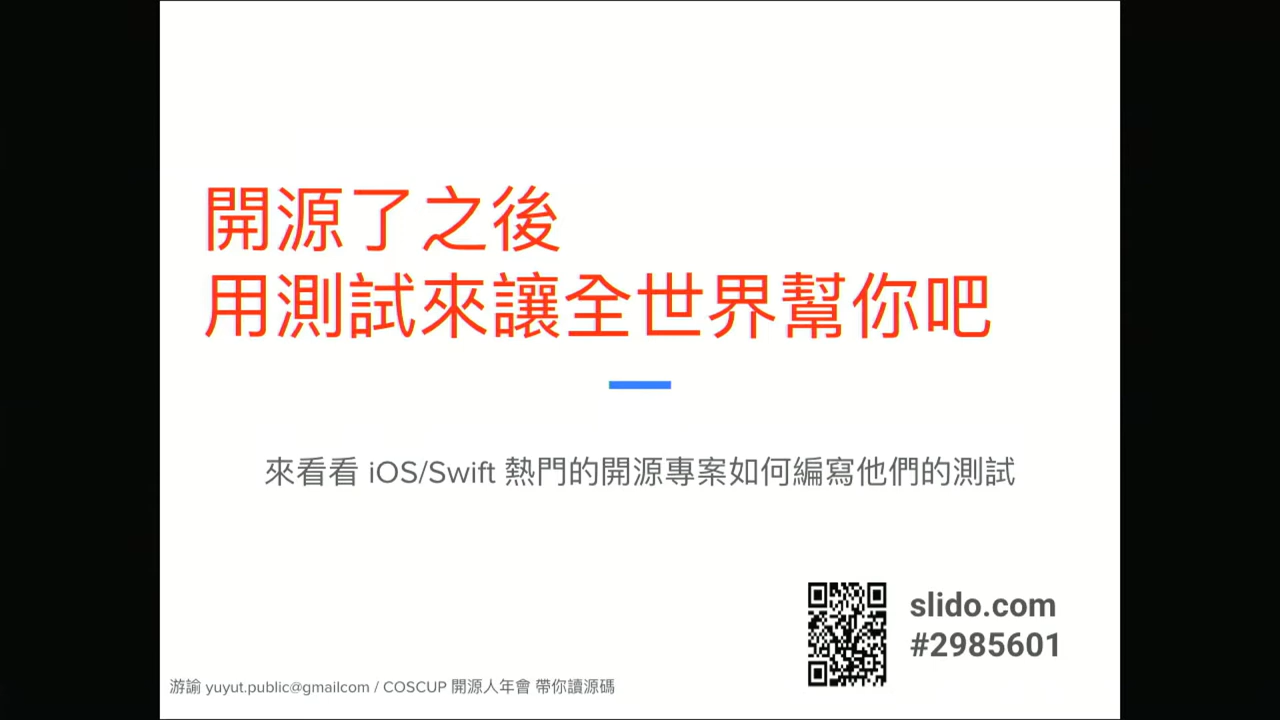 開源了之後
用測試來讓全世界幫你吧
來看看 iOS/Swift 熱門的開源專案如何編寫他們的測試
slido.com
#2985601
游諭 yuyut.public@gmailcom / COSCUP 開源人年會 帶你讀源碼